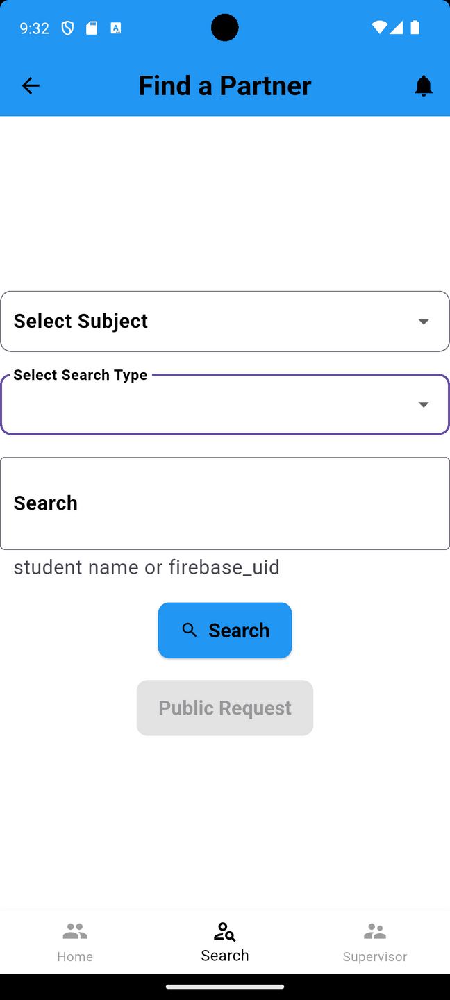 9:32
A
Find a Partner
Select Subject
Select Search Type
Search
student name or firebase_uid
Search
Public Request
Home
Search
Supervisor